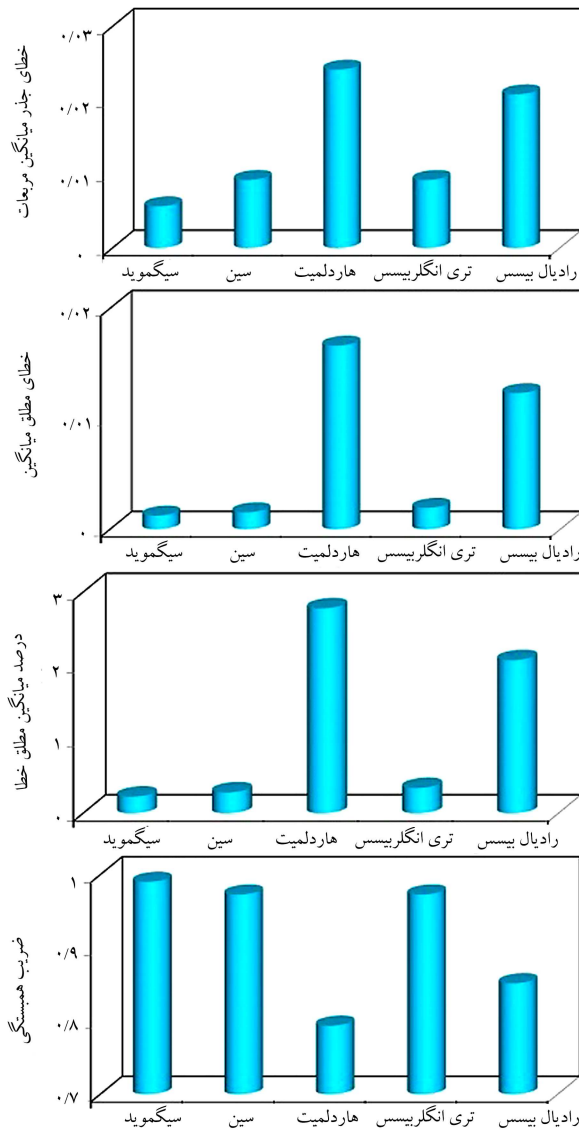 خطای جذر میانگین مربعات
۰/۰۳
۰/۰۲
۰/۰۱
۰
سیگموید سین هاردلمیت تری انگلربیسس رادیال بیسس
خطای مطلق میانگین
۰/۰۲
۰/۰۱
۰
سیگموید سین هاردلمیت تری انگلربیسس رادیال بیسس
درصد میانگین مطلق خطا
۳
۲
۱
۰
سیگموید سین هاردلمیت تری انگلربیسس رادیال بیسس
ضریب همبستگی
۱
۰/۹
۰/۸
۰/۷
سیگموید سین هاردلمیت تری انگلربیسس رادیال بیسس